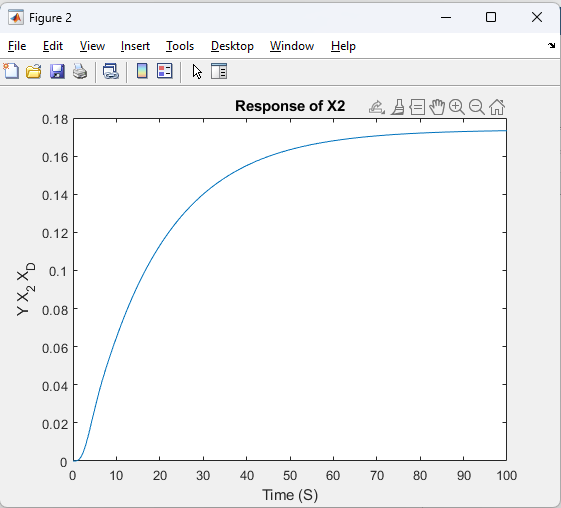 Figure 2
File Edit View Insert Tools Desktop Window Help
Response of X2
0.18
0.16
0.14
0.12
0.1
0.08
0.06
0.04
0.02
0
Y X2 XD
0 10 20 30 40 50 60 70 80 90 100
Time (S)